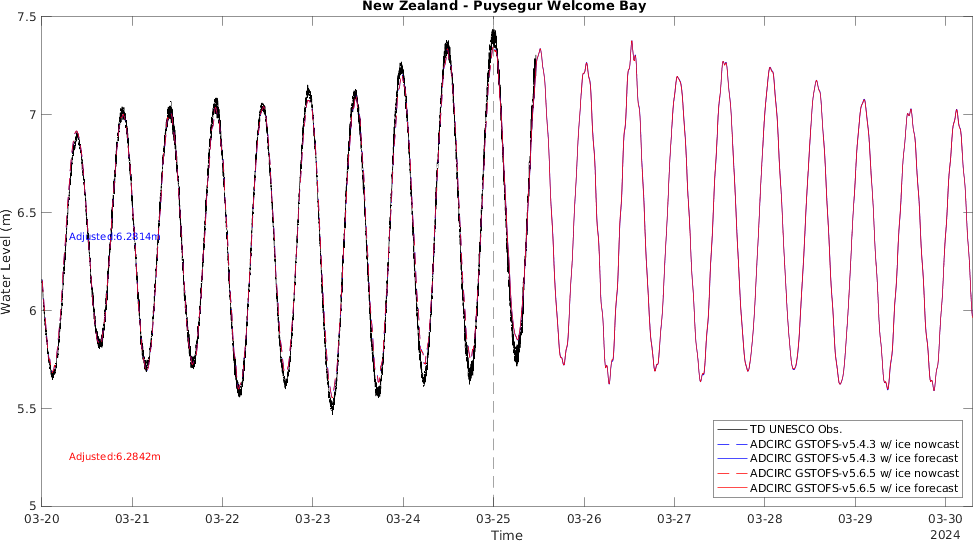 New Zealand - Puysegur Welcome Bay
7.5
7
6.5
6
5.5
5
Water Level (m)
Adjusted:6.2814m
Adjusted:6.2842m
TD UNESCO Obs.
ADCIRC GSTOFS-v5.4.3 w/ ice nowcast
ADCIRC GSTOFS-v5.4.3 w/ ice forecast
ADCIRC GSTOFS-v5.6.5 w/ ice nowcast
ADCIRC GSTOFS-v5.6.5 w/ ice forecast
03-20 03-21 03-22 03-23 03-24 03-25 03-26 03-27 03-28 03-29 03-30
2024
Time